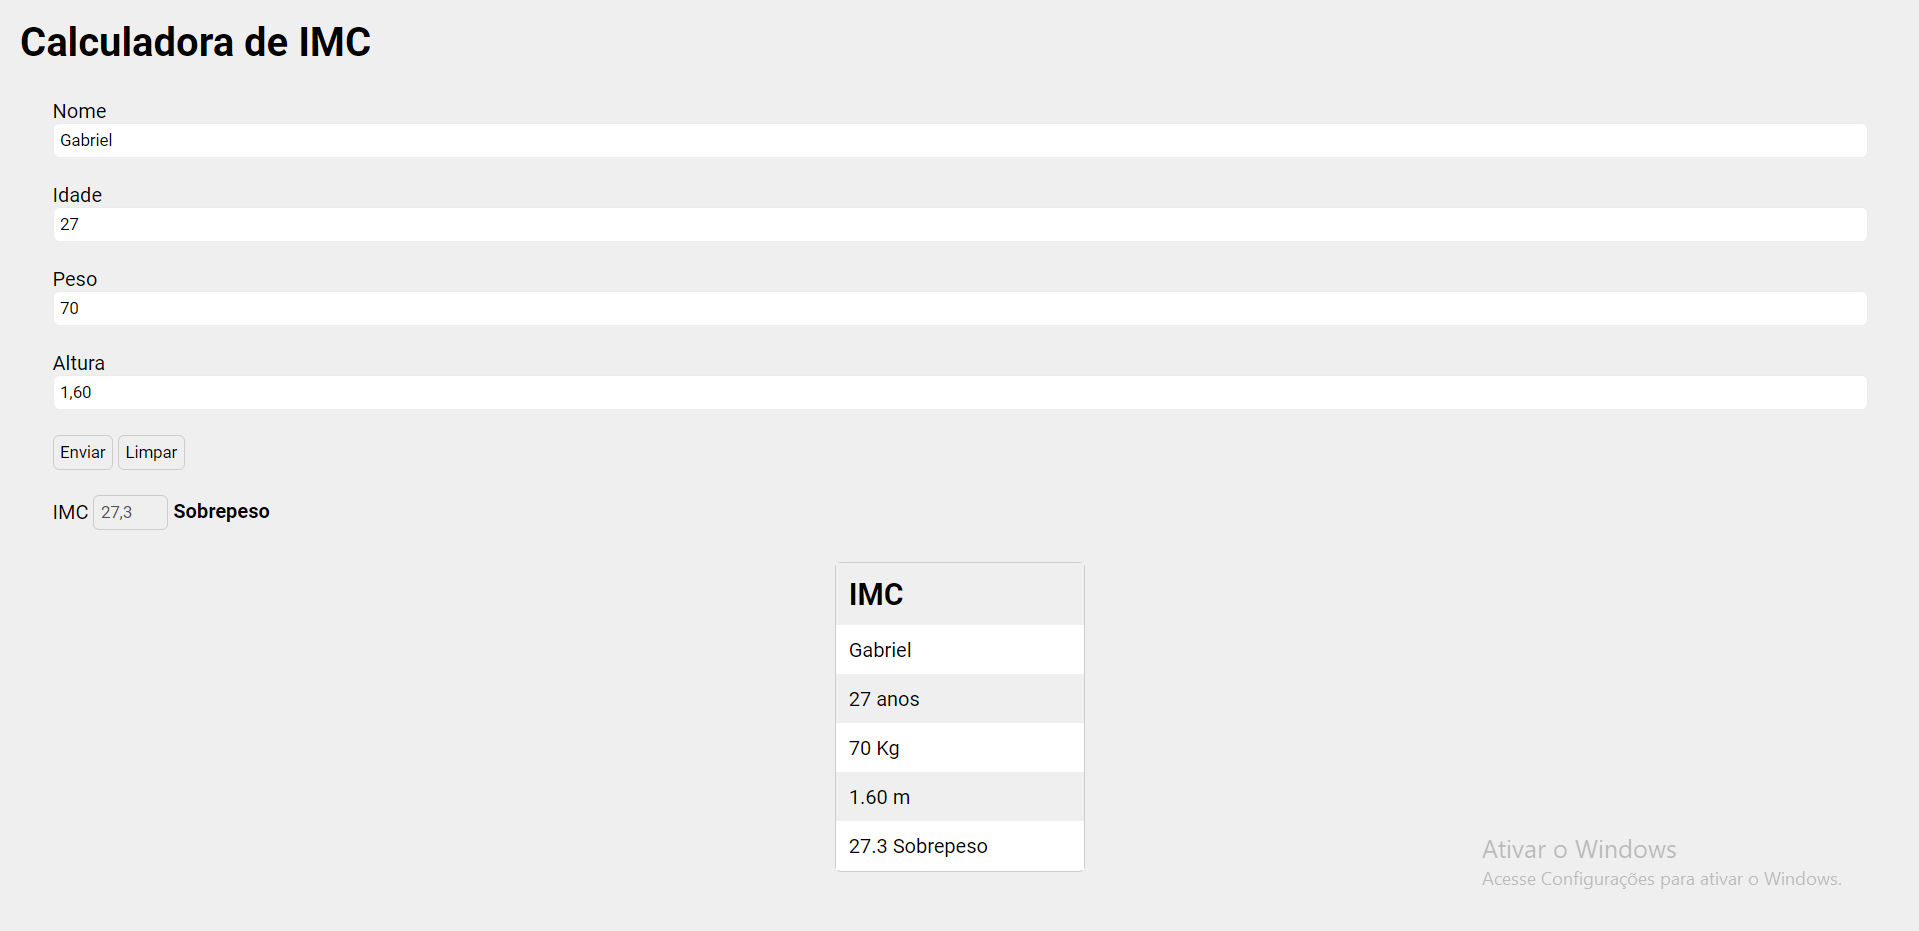 Calculadora de IMC
Nome
Gabriel
Idade
27
Peso
70
Altura
1,60
Enviar Limpar
IMC 27,3 Sobrepeso
IMC
Gabriel
27 anos
70 Kg
1.60 m
27.3 Sobrepeso
Ativar o Windows
Acesse Configurações para ativar o Windows.